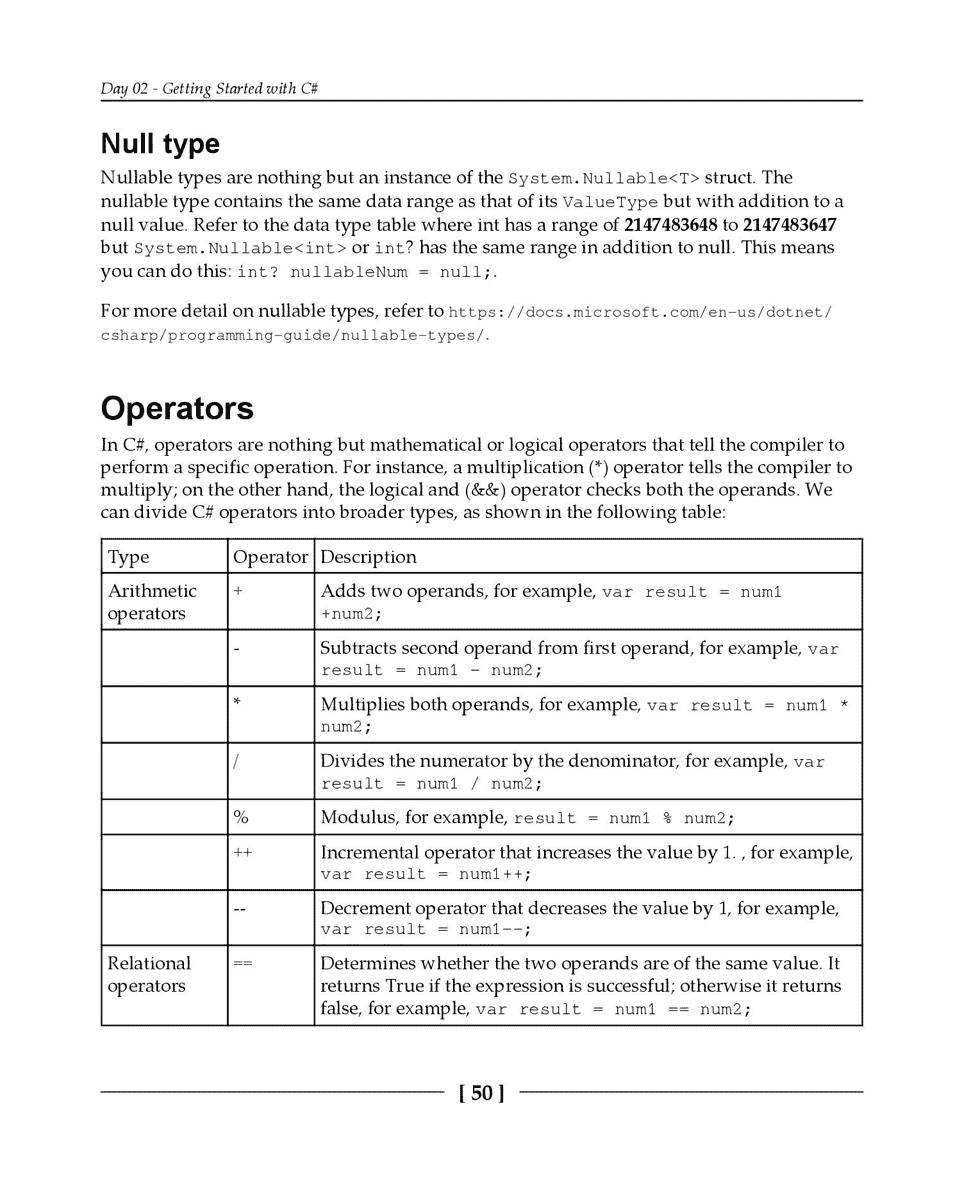 Day 02 - Getting Started with C#
Null type
Nullable types are nothing but an instance of the System.Nullable<T> struct. The
nullable type contains the same data range as that of its ValueType but with addition to a
null value. Refer to the data type table where int has a range of 2147483648 to 2147483647
but System.Nullable<int> or int? has the same range in addition to null. This means
you can do this: int? nullableNum = null;.
For more detail on nullable types, refer to https://docs.microsoft.com/en-us/dotnet/
csharp/programming-guide/nullable-types/.
Operators
In C#, operators are nothing but mathematical or logical operators that tell the compiler to
perform a specific operation. For instance, a multiplication (*) operator tells the compiler to
multiply; on the other hand, the logical and (&&) operator checks both the operands. We
can divide C# operators into broader types, as shown in the following table:
Type Operator Description
Arithmetic + Adds two operands, for example, var result = num1
operators +num2;
- Subtracts second operand from first operand, for example, var
result = num1 - num2;
* Multiplies both operands, for example, var result = num1 *
num2;
/ Divides the numerator by the denominator, for example, var
result = num1 / num2;
% Modulus, for example, result = num1 % num2;
++ Incremental operator that increases the value by 1. , for example,
var result = num1++;
-- Decrement operator that decreases the value by 1, for example,
var result = num1--;
Relational == Determines whether the two operands are of the same value. It
operators returns True if the expression is successful; otherwise it returns
false, for example, var result = num1 == num2;
[ 50 ]